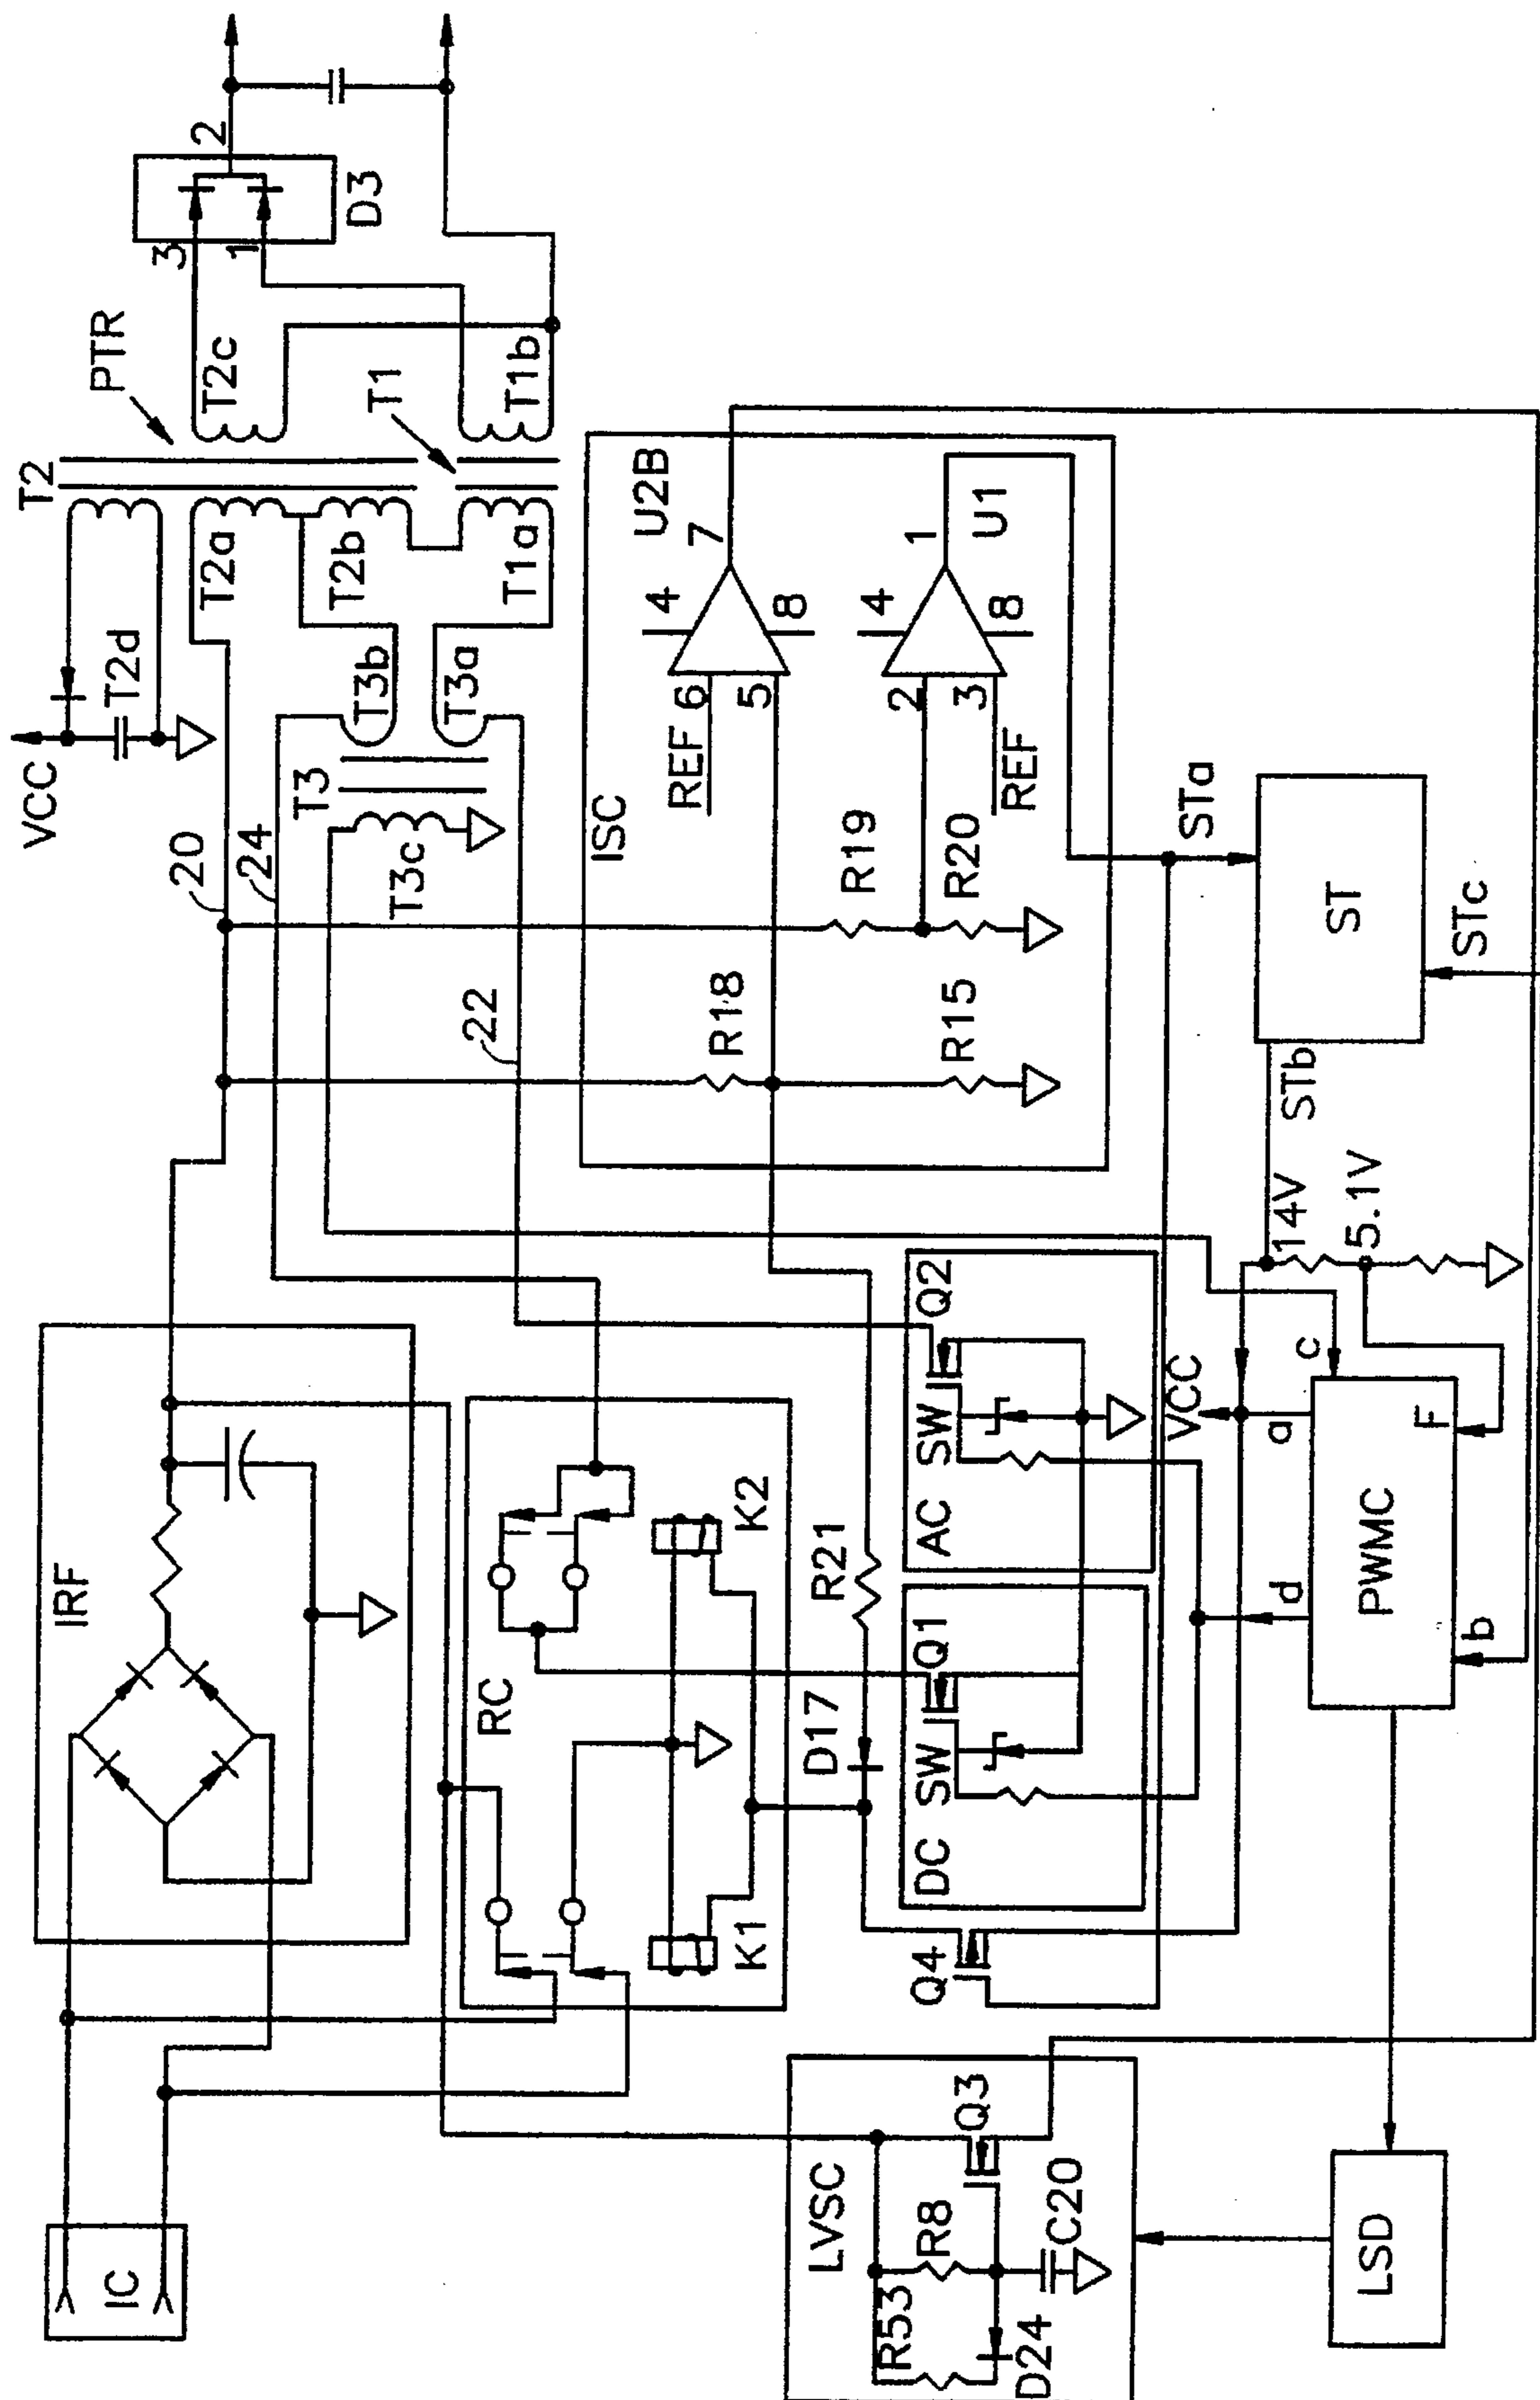 IC
IRF
RC
K1
K2
LVSC
R53
R8
D24
C20
Q3
LSD
Q4
D17
R21
DC
SW
Q1
AC
SW
Q2
VCC
PWMC
a
b
c
d
F
14V
5.1V
STb
ST
STa
STc
ISC
R18
R15
R19
R20
REF
6
5
4
8
7
U2B
2
3
REF
4
8
1
U1
20
24
22
VCC
T2d
T2
T2a
T2b
T1a
T3
T3a
T3b
T3c
PTR
T2c
T1
T1b
3
1
2
D3